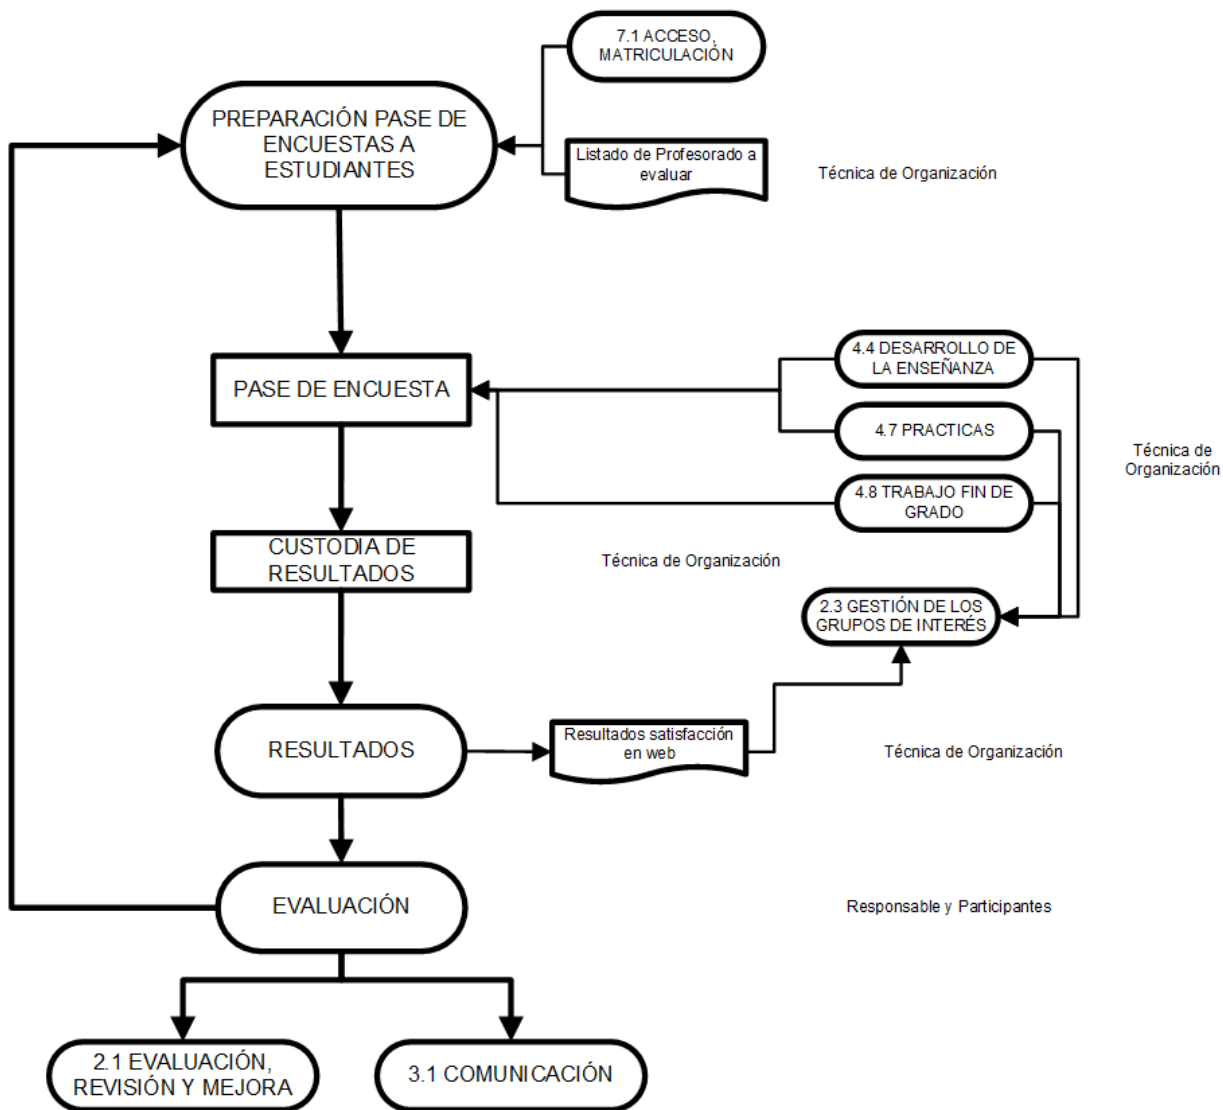 7.1 ACCESO,
MATRICULACIÓN
PREPARACIÓN PASE DE
ENCUESTAS A
ESTUDIANTES
Listado de Profesorado a
evaluar
Técnica de Organización
4.4 DESARROLLO DE
LA ENSEÑANZA
PASE DE ENCUESTA
4.7 PRACTICAS
Técnica de
Organización
4.8 TRABAJO FIN DE
GRADO
CUSTODIA DE
RESULTADOS
Técnica de Organización
2.3 GESTIÓN DE LOS
GRUPOS DE INTERÉS
RESULTADOS
Resultados satisfacción
en web
Técnica de Organización
EVALUACIÓN
Responsable y Participantes
2.1 EVALUACIÓN,
REVISIÓN Y MEJORA
3.1 COMUNICACIÓN